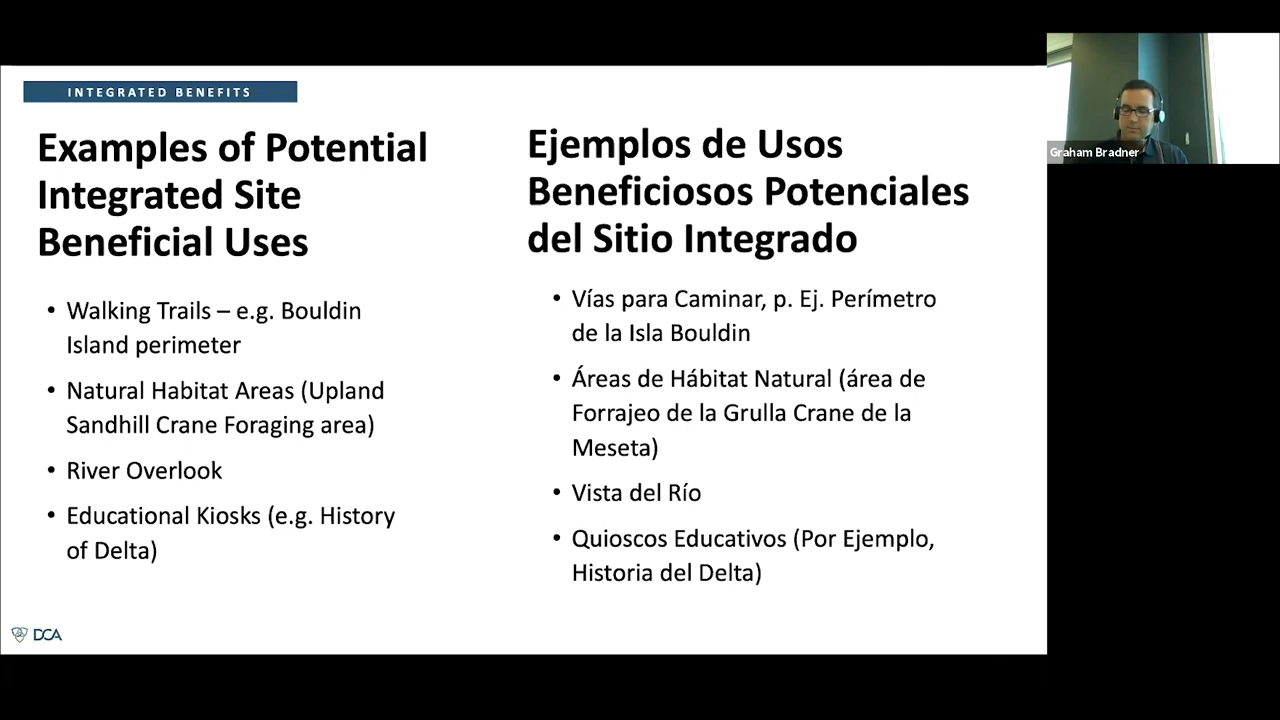 INTEGRATED BENEFITS
Examples of Potential
Integrated Site
Beneficial Uses
• Walking Trails – e.g. Bouldin
Island perimeter
• Natural Habitat Areas (Upland
Sandhill Crane Foraging area)
• River Overlook
• Educational Kiosks (e.g. History
of Delta)
Ejemplos de Usos
Beneficiosos Potenciales
del Sitio Integrado
• Vías para Caminar, p. Ej. Perímetro
de la Isla Bouldin
• Áreas de Hábitat Natural (área de
Forrajeo de la Grulla Crane de la
Meseta)
• Vista del Río
• Quioscos Educativos (Por Ejemplo,
Historia del Delta)
DCA
Graham Bradner